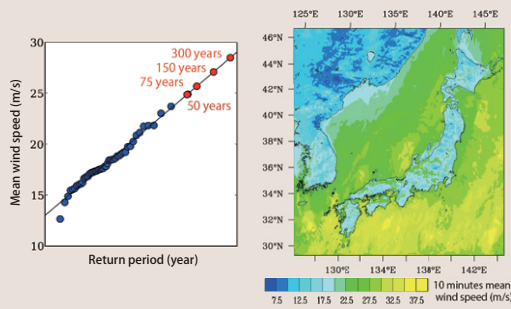 30
25
20
15
10
Mean wind speed (m/s)
300 years
150 years
75 years
50 years
Return period (year)
125°E 130°E 135°E 140°E 145°E
46°N
44°N
42°N
40°N
38°N
36°N
34°N
32°N
30°N
130°E 134°E 138°E 142°E
7.5 12.5 17.5 22.5 27.5 32.5 37.5
10 minutes mean
wind speed (m/s)